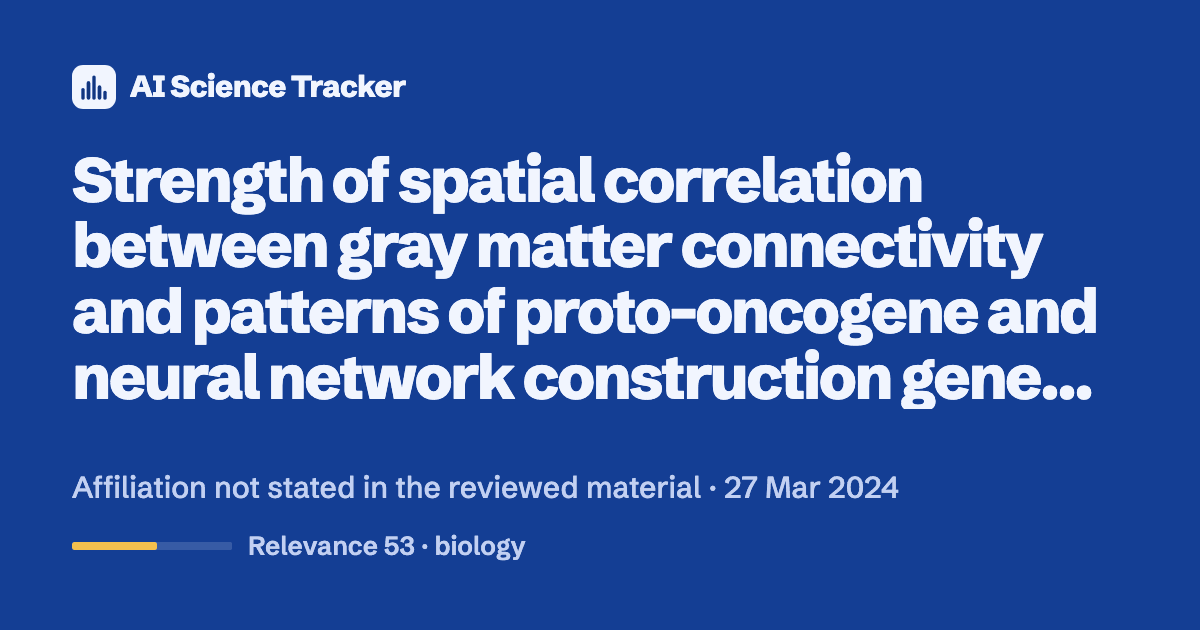 AI Science Tracker
Strength of spatial correlation
between gray matter connectivity
and patterns of proto-oncogene and
neural network construction gene...
Affiliation not stated in the reviewed material · 27 Mar 2024
Relevance 53 · biology